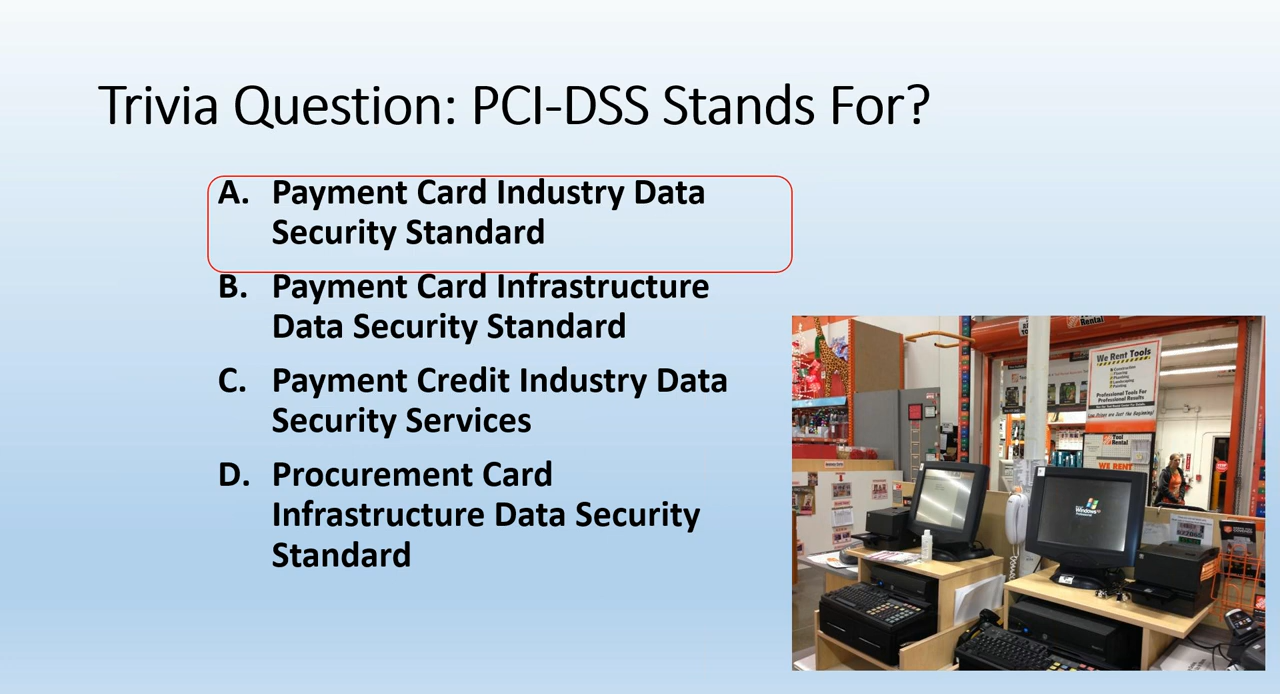 Trivia Question: PCI-DSS Stands For?
A. Payment Card Industry Data
Security Standard
B. Payment Card Infrastructure
Data Security Standard
C. Payment Credit Industry Data
Security Services
D. Procurement Card
Infrastructure Data Security
Standard
Rental
We Rent Tools
Professional Tools For
Professional Results
Tool
Rental
WE RENT
Windows